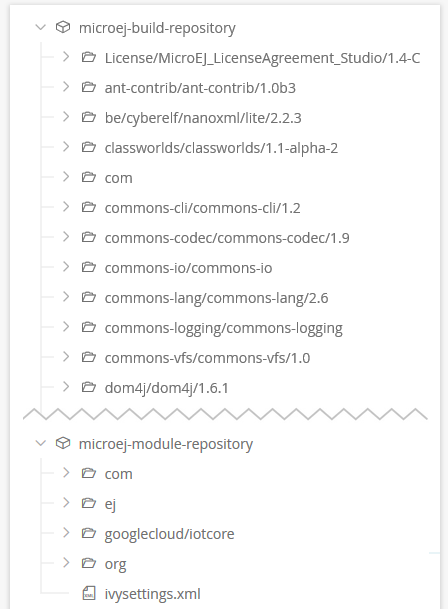 microej-build-repository
License/MicroEJ_LicenseAgreement_Studio/1.4-C
ant-contrib/ant-contrib/1.0b3
be/cyberelf/nanoxml/lite/2.2.3
classworlds/classworlds/1.1-alpha-2
com
commons-cli/commons-cli/1.2
commons-codec/commons-codec/1.9
commons-io/commons-io
commons-lang/commons-lang/2.6
commons-logging/commons-logging
commons-vfs/commons-vfs/1.0
dom4j/dom4j/1.6.1
microej-module-repository
com
ej
googlecloud/iotcore
org
ivysettings.xml